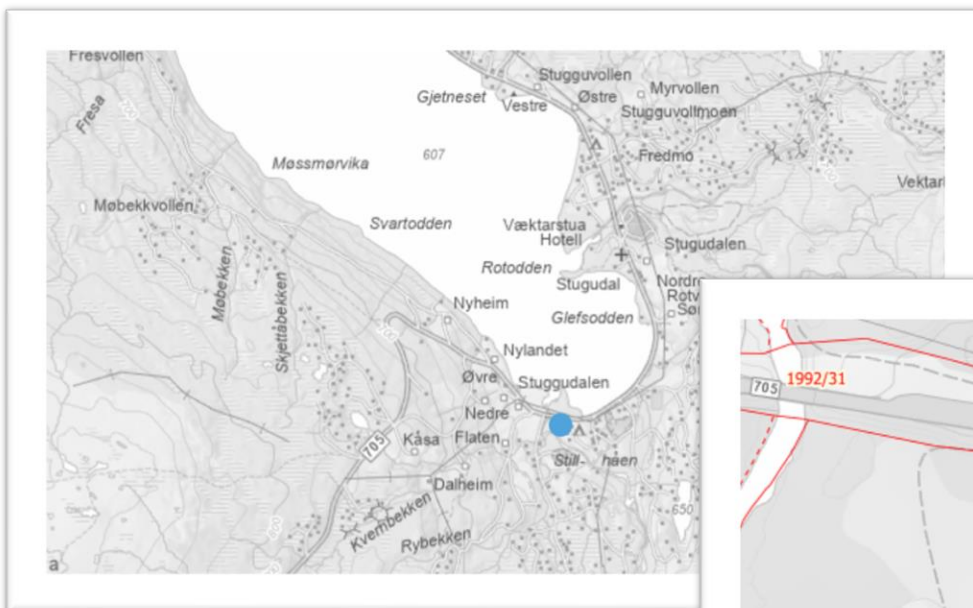 Fresvollen
Fresa
200
Møbekkvollen
Møbekken
Skjettåbekken
Møssmørvika
607
Svartodden
Gjetneset
Vestre
Stugguvollen
Østre
Myrvollen
Stugguvollmoen
Fredmo
Vektar
Væktarstua
Hotell
Rotodden
Stugudalen
Stugudal
Nordre
Rotv
Glefsodden
Sør
Nyheim
Nylandet
Øvre
Stuggudalen
Nedre
Kåsa
Flaten
705
Still-håen
Dalheim
Kvernbekken
Rybekken
650
a
705
1992/31